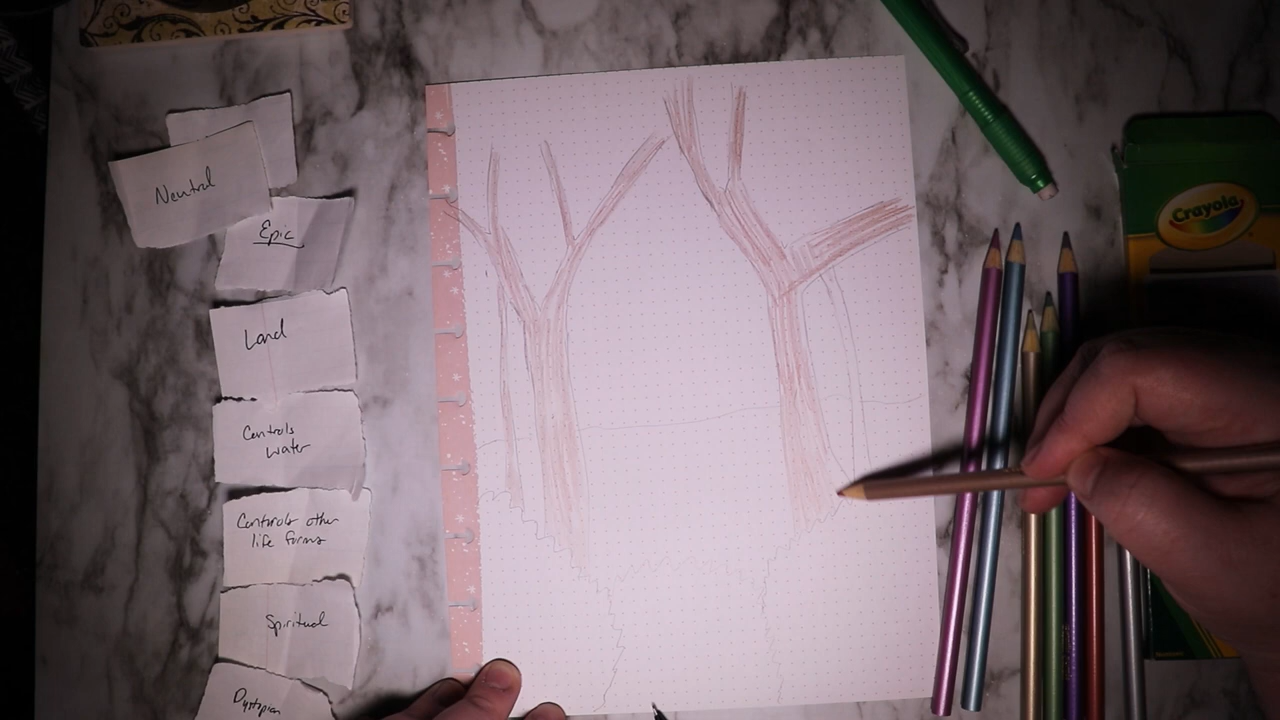 Neutral
Epic
Land
Controls
water
Controls other
life forms
Spiritual
Dystopian
Crayola